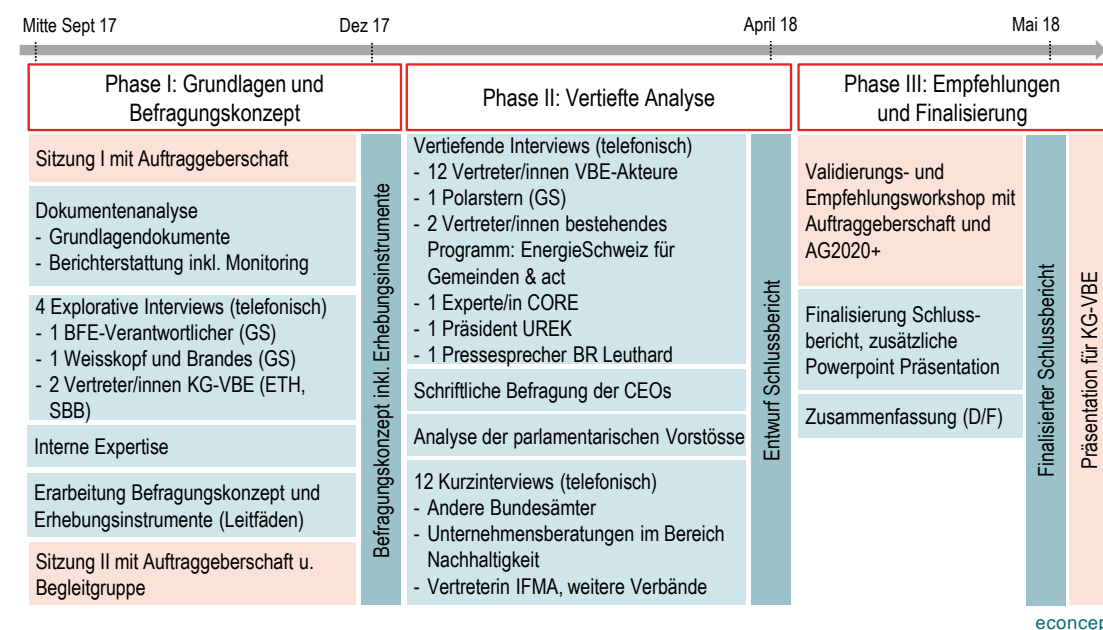 Mitte Sept 17
Dez 17
April 18
Mai 18
Phase I: Grundlagen und
Befragungskonzept
Sitzung I mit Auftraggeberschaft
Dokumentenanalyse
- Grundlagendokumente
- Berichterstattung inkl. Monitoring
4 Explorative Interviews (telefonisch)
- 1 BFE-Verantwortlicher (GS)
- 1 Weisskopf und Brandes (GS)
- 2 Vertreter/innen KG-VBE (ETH,
SBB)
Interne Expertise
Erarbeitung Befragungskonzept und
Erhebungsinstrumente (Leitfäden)
Sitzung II mit Auftraggeberschaft u.
Begleitgruppe
Befragungskonzept inkl. Erhebungsinstrumente
Phase II: Vertiefte Analyse
Vertiefende Interviews (telefonisch)
- 12 Vertreter/innen VBE-Akteure
- 1 Polarstern (GS)
- 2 Vertreter/innen bestehendes
Programm: EnergieSchweiz für
Gemeinden & act
- 1 Experte/in CORE
- 1 Präsident UREK
- 1 Pressesprecher BR Leuthard
Schriftliche Befragung der CEOs
Analyse der parlamentarischen Vorstösse
12 Kurzinterviews (telefonisch)
- Andere Bundesämter
- Unternehmensberatungen im Bereich
Nachhaltigkeit
- Vertreterin IFMA, weitere Verbände
Entwurf Schlussbericht
Phase III: Empfehlungen
und Finalisierung
Validierungs- und
Empfehlungsworkshop mit
Auftraggeberschaft und
AG2020+
Finalisierung Schluss-
bericht, zusätzliche
Powerpoint Präsentation
Zusammenfassung (D/F)
Finalisierter Schlussbericht
Präsentation für KG-VBE
econcep